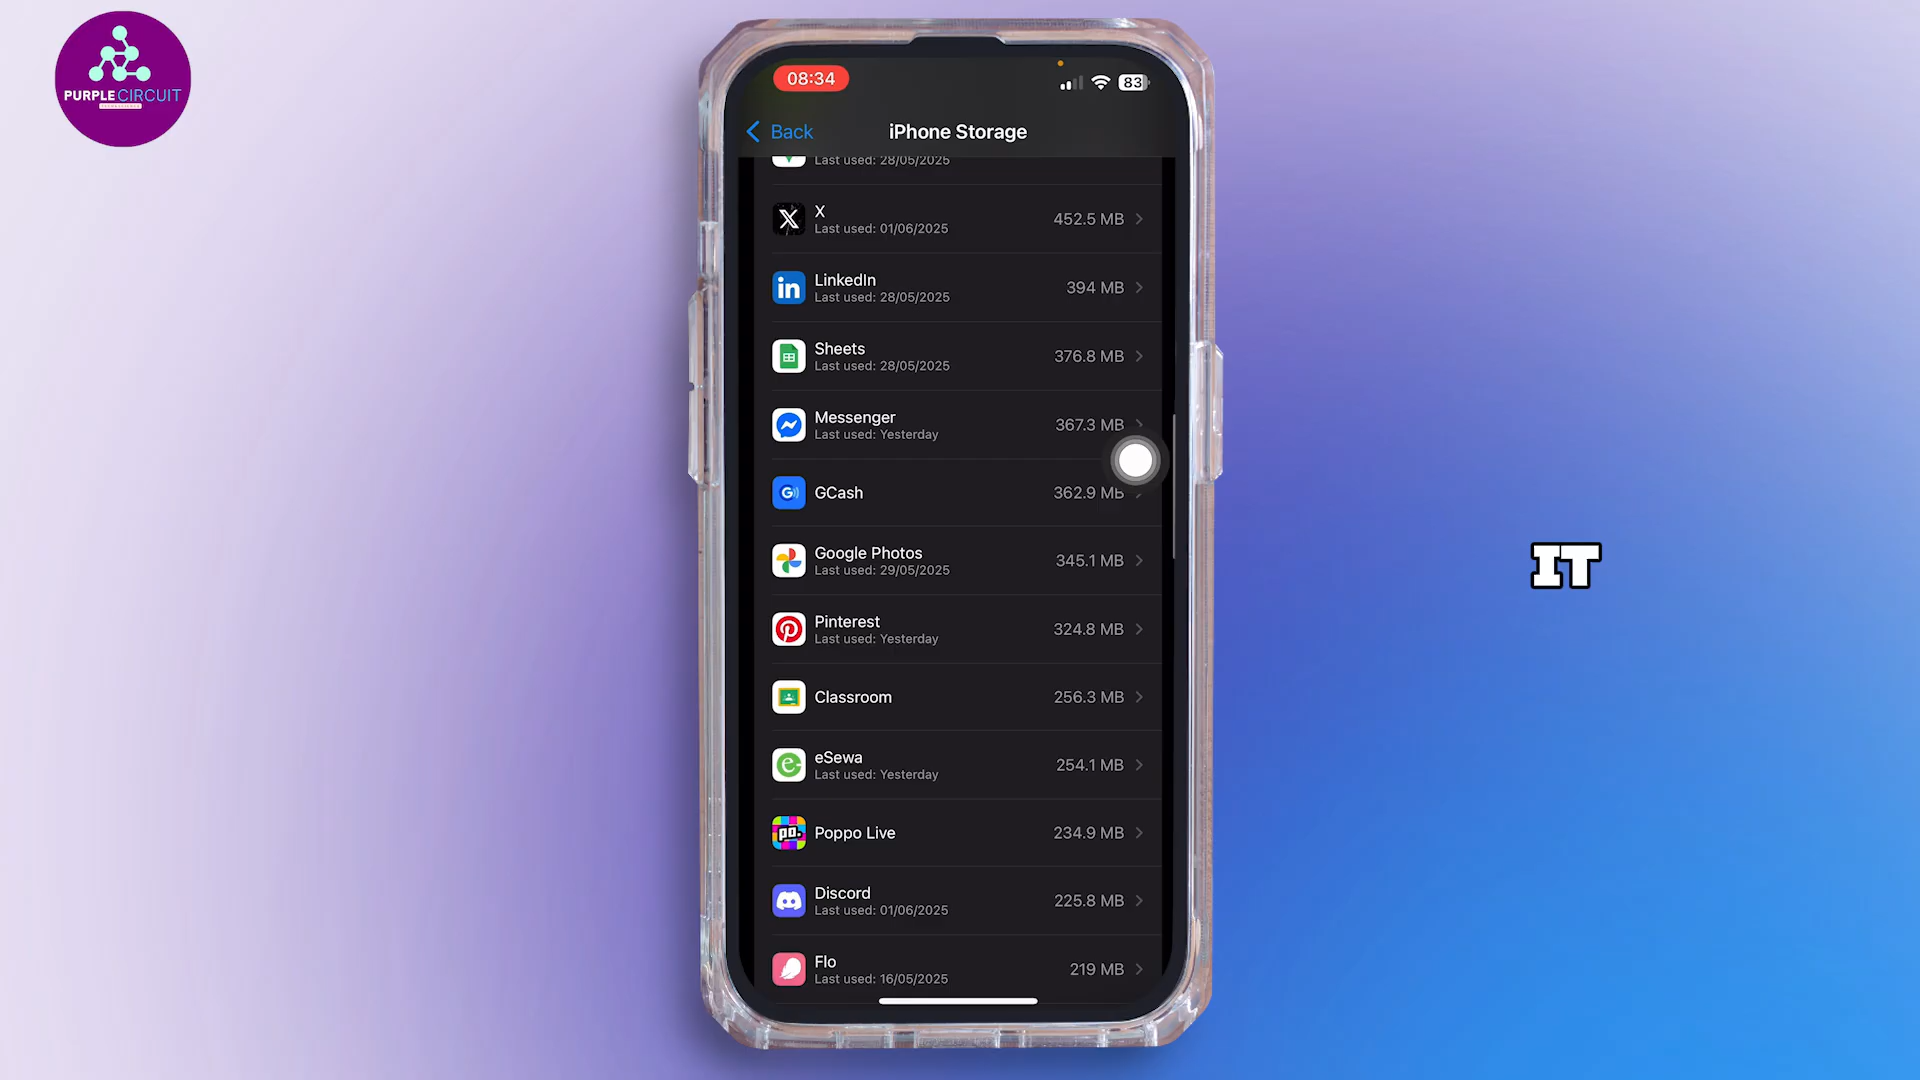 PURPLE CIRCUIT
08:34
83
Back
iPhone Storage
Last used: 28/05/2025
X
Last used: 01/06/2025
452.5 MB
LinkedIn
Last used: 28/05/2025
394 MB
Sheets
Last used: 28/05/2025
376.8 MB
Messenger
Last used: Yesterday
367.3 MB
GCash
362.9 MB
Google Photos
Last used: 29/05/2025
345.1 MB
Pinterest
Last used: Yesterday
324.8 MB
Classroom
256.3 MB
eSewa
Last used: Yesterday
254.1 MB
Poppo Live
234.9 MB
Discord
Last used: 01/06/2025
225.8 MB
Flo
Last used: 16/05/2025
219 MB
IT